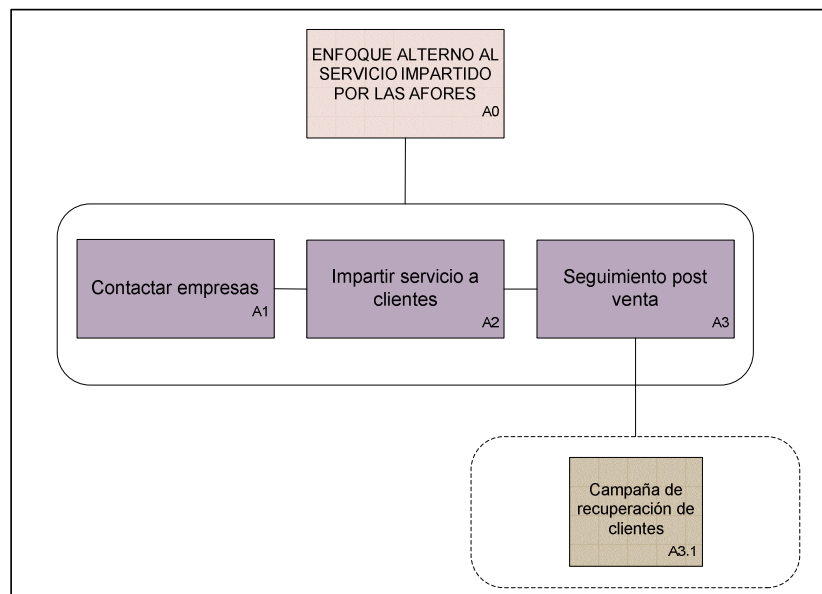 ENFOQUE ALTERNO AL
SERVICIO IMPARTIDO
POR LAS AFORES
A0
Contactar empresas
A1
Impartir servicio a
clientes
A2
Seguimiento post
venta
A3
Campaña de
recuperación de
clientes
A3.1